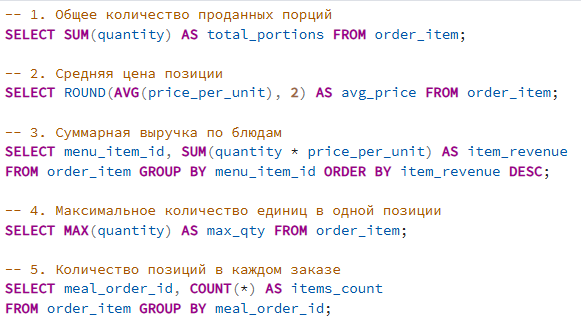 -- 1. Общее количество проданных порций
SELECT SUM(quantity) AS total_portions FROM order_item;
-- 2. Средняя цена позиции
SELECT ROUND(AVG(price_per_unit), 2) AS avg_price FROM order_item;
-- 3. Суммарная выручка по блюдам
SELECT menu_item_id, SUM(quantity * price_per_unit) AS item_revenue
FROM order_item GROUP BY menu_item_id ORDER BY item_revenue DESC;
-- 4. Максимальное количество единиц в одной позиции
SELECT MAX(quantity) AS max_qty FROM order_item;
-- 5. Количество позиций в каждом заказе
SELECT meal_order_id, COUNT(*) AS items_count
FROM order_item GROUP BY meal_order_id;